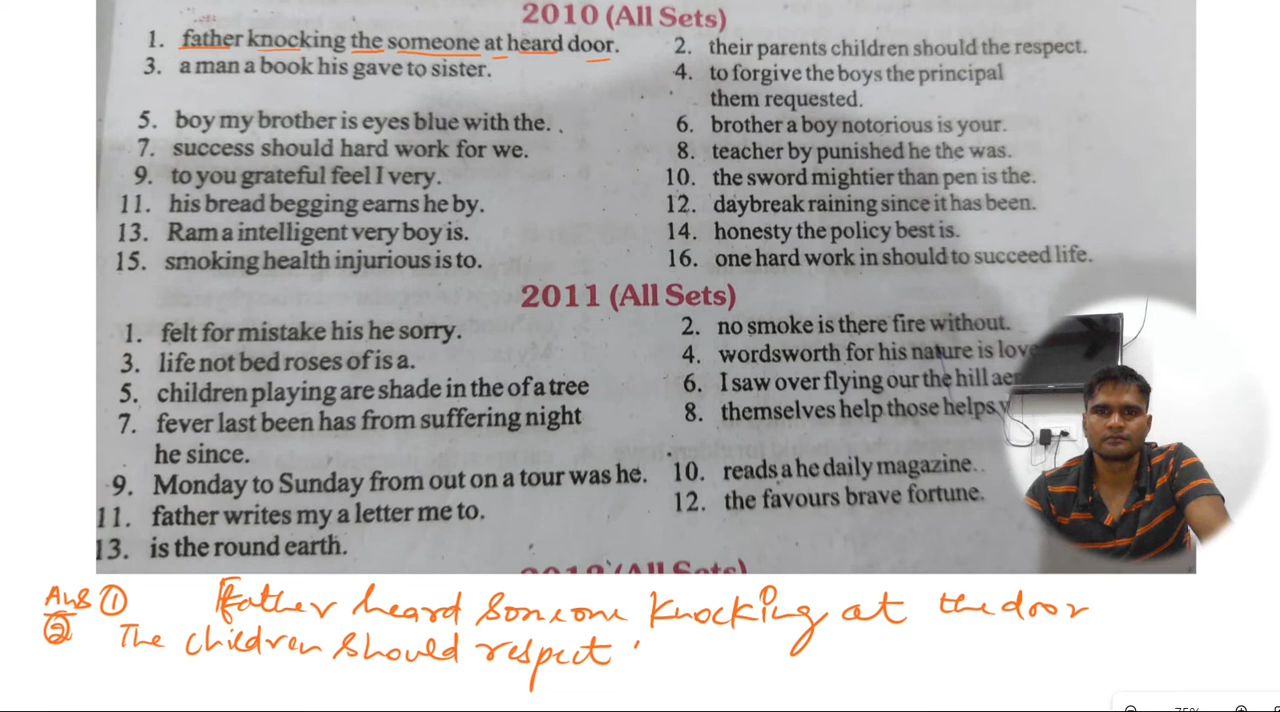 2010 (All Sets)
1. father knocking the someone at heard door. 2. their parents children should the respect.
3. a man a book his gave to sister. 4. to forgive the boys the principal
them requested.
5. boy my brother is eyes blue with the. 6. brother a boy notorious is your.
7. success should hard work for we. 8. teacher by punished he the was.
9. to you grateful feel I very. 10. the sword mightier than pen is the.
11. his bread begging earns he by. 12. daybreak raining since it has been.
13. Ram a intelligent very boy is. 14. honesty the policy best is.
15. smoking health injurious is to. 16. one hard work in should to succeed life.
2011 (All Sets)
1. felt for mistake his he sorry. 2. no smoke is there fire without.
3. life not bed roses of is a. 4. wordsworth for his nature is love
5. children playing are shade in the of a tree 6. I saw over flying our the hill aer
7. fever last been has from suffering night 8. themselves help those helps
he since.
9. Monday to Sunday from out on a tour was he. 10. reads a he daily magazine..
11. father writes my a letter me to. 12. the favours brave fortune.
13. is the round earth.
Ans 1 Father heard someone knocking at the door
2 The children should respect
75%